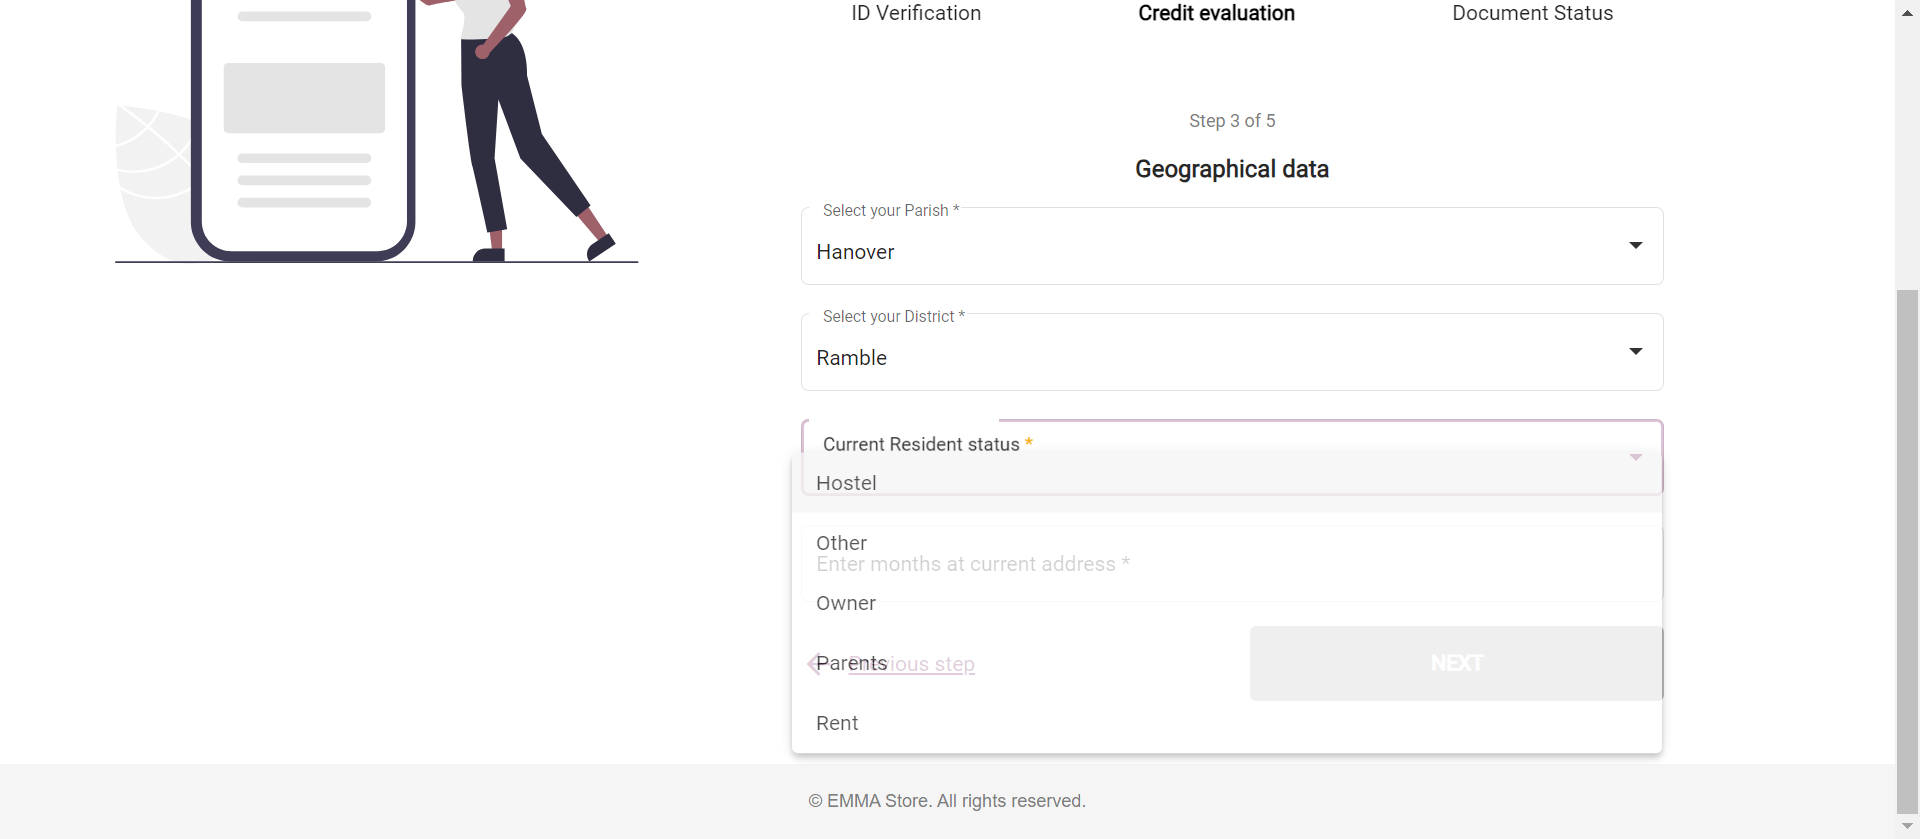 ID Verification
Credit evaluation
Document Status
Step 3 of 5
Geographical data
Select your Parish *
Hanover
Select your District *
Ramble
Current Resident status *
Hostel
Other
Enter months at current address *
Owner
Parents
Previous step
NEXT
Rent
© EMMA Store. All rights reserved.